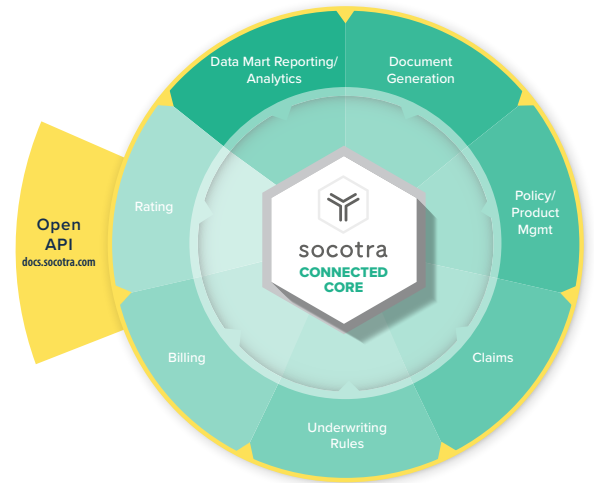 Data Mart Reporting/
Analytics
Document
Generation
Policy/
Product
Mgmt
Claims
Underwriting
Rules
Billing
Rating
Open
API
docs.socotra.com
socotra
CONNECTED
CORE